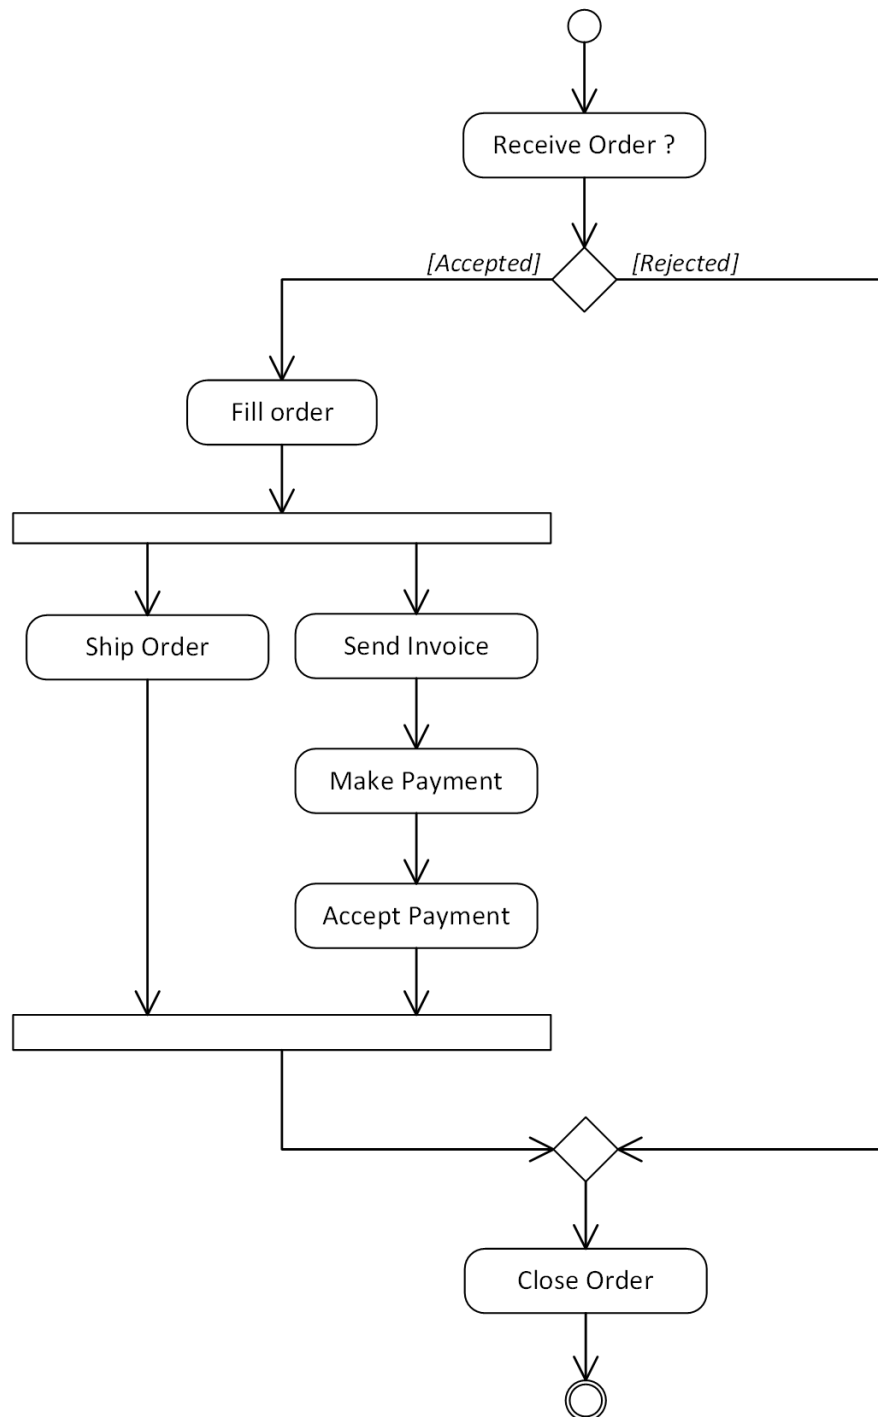 Receive Order ?
[Accepted]
[Rejected]
Fill order
Ship Order
Send Invoice
Make Payment
Accept Payment
Close Order